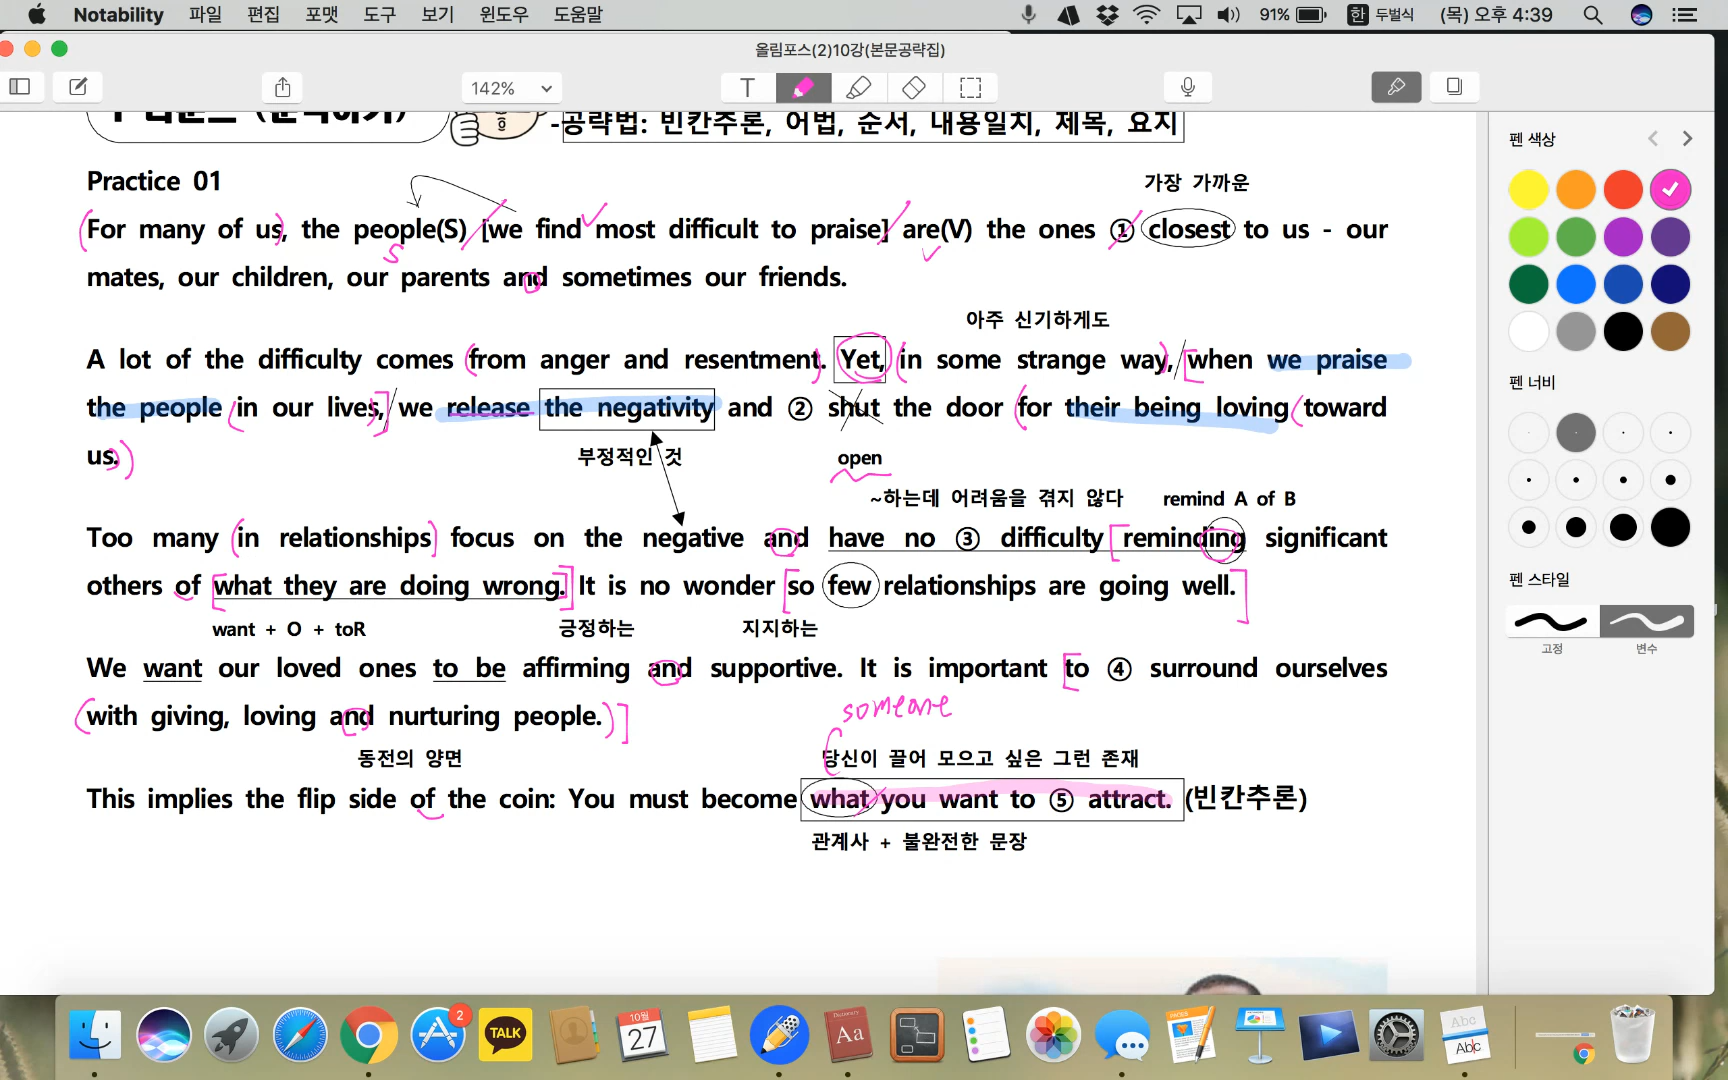 Notability 파일 편집 포맷 도구 보기 윈도우 도움말 91% 한 두벌식 (목) 오후 4:39
올림포스(2)10강(본문공략집)
142% T
-공략법: 빈칸추론, 어법, 순서, 내용일치, 제목, 요지
Practice 01
가장 가까운
For many of us, the people(S) [we find most difficult to praise] are(V) the ones ① closest to us - our
S
mates, our children, our parents and sometimes our friends.
아주 신기하게도
A lot of the difficulty comes from anger and resentment. Yet, in some strange way, when we praise
the people in our lives, we release the negativity and ② shut the door for their being loving toward
us.
부정적인 것 open
~하는데 어려움을 겪지 않다 remind A of B
Too many in relationships focus on the negative and have no ③ difficulty reminding significant
others of what they are doing wrong. It is no wonder so few relationships are going well.
want + O + toR 긍정하는 지지하는
We want our loved ones to be affirming and supportive. It is important to ④ surround ourselves
with giving, loving and nurturing people.
someone
동전의 양면 당신이 끌어 모으고 싶은 그런 존재
This implies the flip side of the coin: You must become what you want to ⑤ attract. (빈칸추론)
관계사 + 불완전한 문장
펜 색상
펜 너비
펜 스타일
고정 변수
2
TALK
10월
27
Dictionary
Aa
PAGES
Abc
Abc